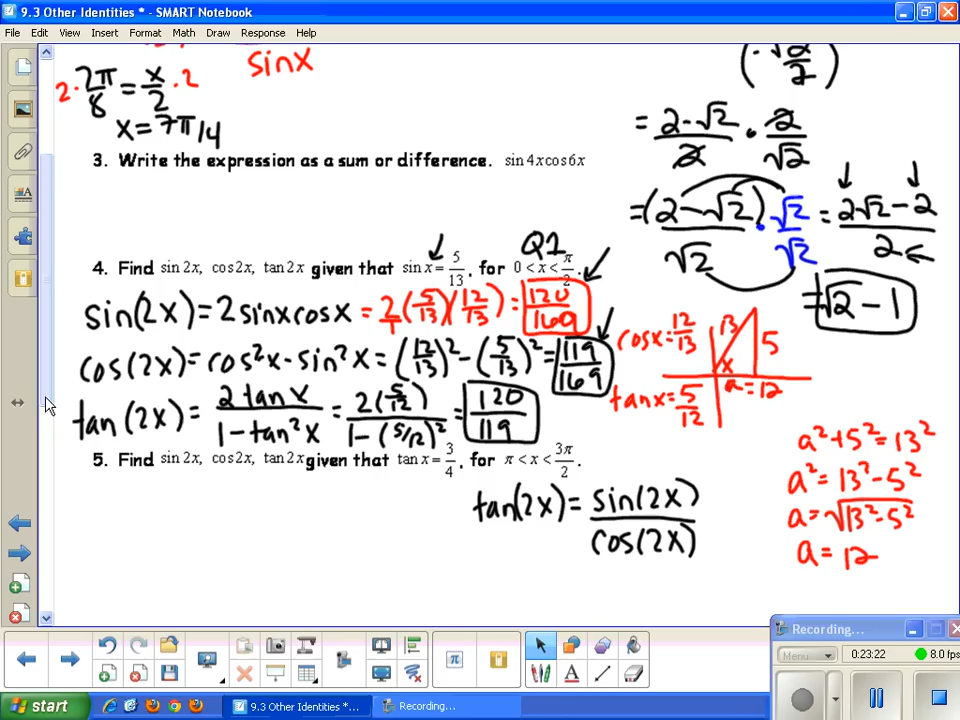 9.3 Other Identities * - SMART Notebook
File Edit View Insert Format Math Draw Response Help
sinx
2·7π/8 = x/2·2
x = 7π/4
= 2-√2/2 · 2/√2
3. Write the expression as a sum or difference. sin 4x cos 6x
= (2-√2)·√2/√2·√2 = 2√2-2/2
= √2-1
Q1
4. Find sin 2x, cos 2x, tan 2x given that sin x = 5/13, for 0 < x < π/2.
sin(2x) = 2sinxcosx = 2/1(5/13)(12/13) = 120/169
cos(2x) = cos²x - sin²x = (12/13)² - (5/13)² = 119/169
tan(2x) = 2tanx/1-tan²x = 2(5/12)/1-(5/12)² = 120/119
cosx = 12/13
tanx = 5/12
13
5
x
a=12
a²+5²=13²
a²=13²-5²
a=√13²-5²
a=12
5. Find sin 2x, cos 2x, tan 2x given that tan x = 3/4, for π < x < 3π/2.
tan(2x) = sin(2x)/cos(2x)
Recording...
Menu
0:23:22
8.0 fps
start
9.3 Other Identities *...
Recording...